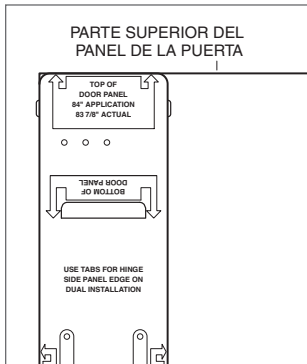 PARTE SUPERIOR DEL
PANEL DE LA PUERTA
TOP OF
DOOR PANEL
84" APPLICATION
83 7/8" ACTUAL
BOTTOM OF
DOOR PANEL
USE TABS FOR HINGE
SIDE PANEL EDGE ON
DUAL INSTALLATION